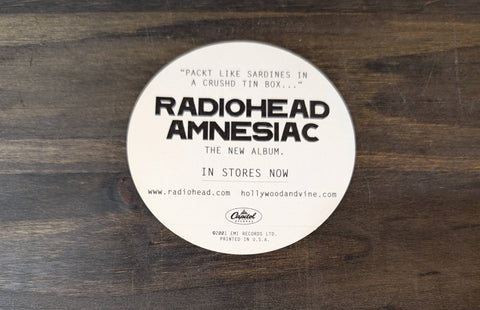 "PACKT LIKE SARDINES IN
A CRUSHD TIN BOX..."
RADIOHEAD
AMNESIAC
THE NEW ALBUM.
IN STORES NOW
www.radiohead.com hollywoodandvine.com
Capitol
RECORDS
©2001 EMI RECORDS LTD.
PRINTED IN U.S.A.